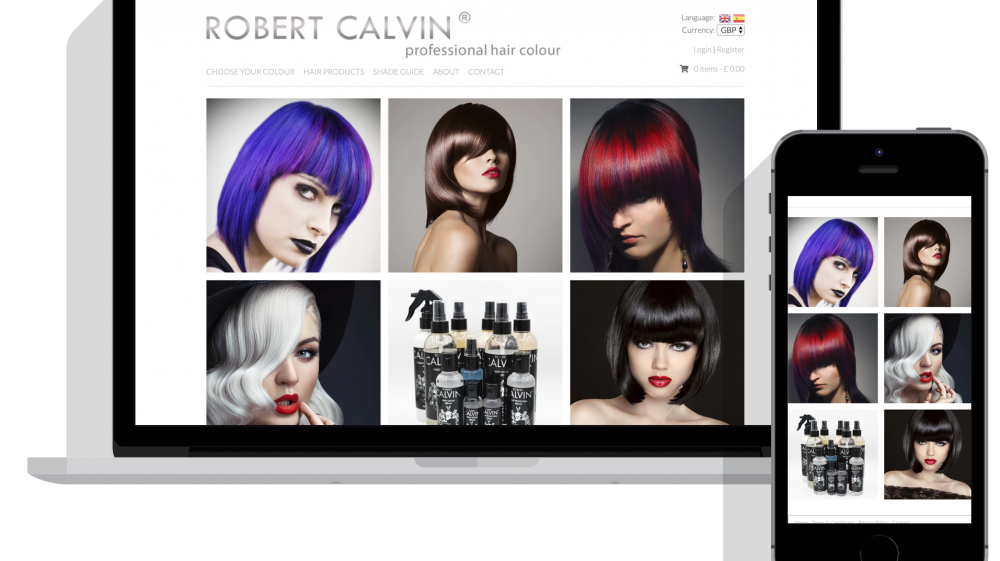 ROBERT CALVIN®
professional hair colour
Language:
Currency: GBP
Login | Register
0 items - £ 0.00
CHOOSE YOUR COLOUR HAIR PRODUCTS SHADE GUIDE ABOUT CONTACT
CALVIN
CALVIN